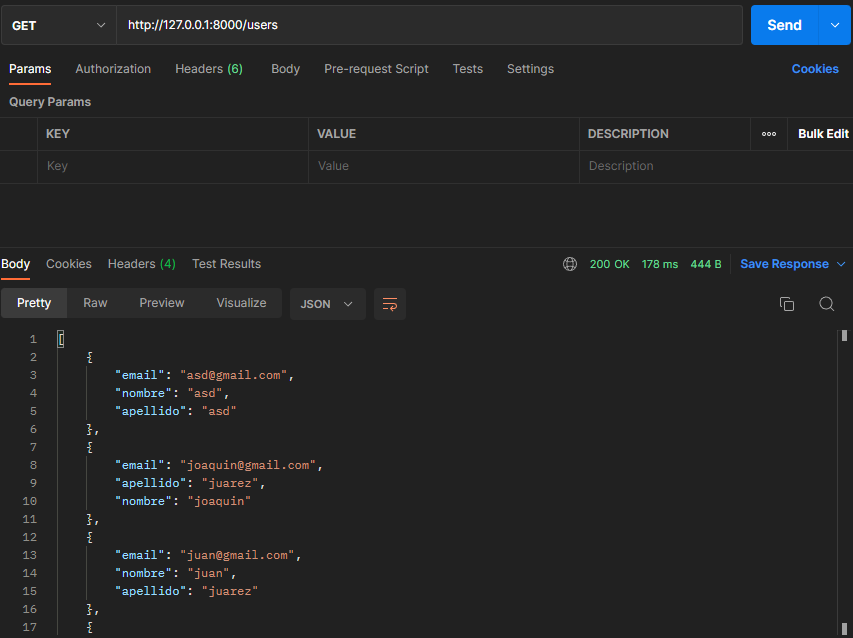 GET http://127.0.0.1:8000/users Send
Params Authorization Headers (6) Body Pre-request Script Tests Settings Cookies
Query Params
KEY VALUE DESCRIPTION ooo Bulk Edit
Key Value Description
Body Cookies Headers (4) Test Results 200 OK 178 ms 444 B Save Response
Pretty Raw Preview Visualize JSON
1 [
2 {
3 "email": "asd@gmail.com",
4 "nombre": "asd",
5 "apellido": "asd"
6 },
7 {
8 "email": "joaquin@gmail.com",
9 "apellido": "juarez",
10 "nombre": "joaquin"
11 },
12 {
13 "email": "juan@gmail.com",
14 "nombre": "juan",
15 "apellido": "juarez"
16 },
17 {